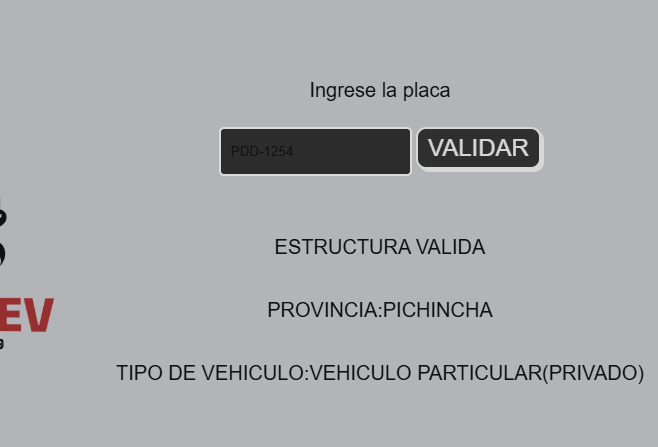 Ingrese la placa
PDD-1254 VALIDAR
ESTRUCTURA VALIDA
PROVINCIA:PICHINCHA
EV
TIPO DE VEHICULO:VEHICULO PARTICULAR(PRIVADO)